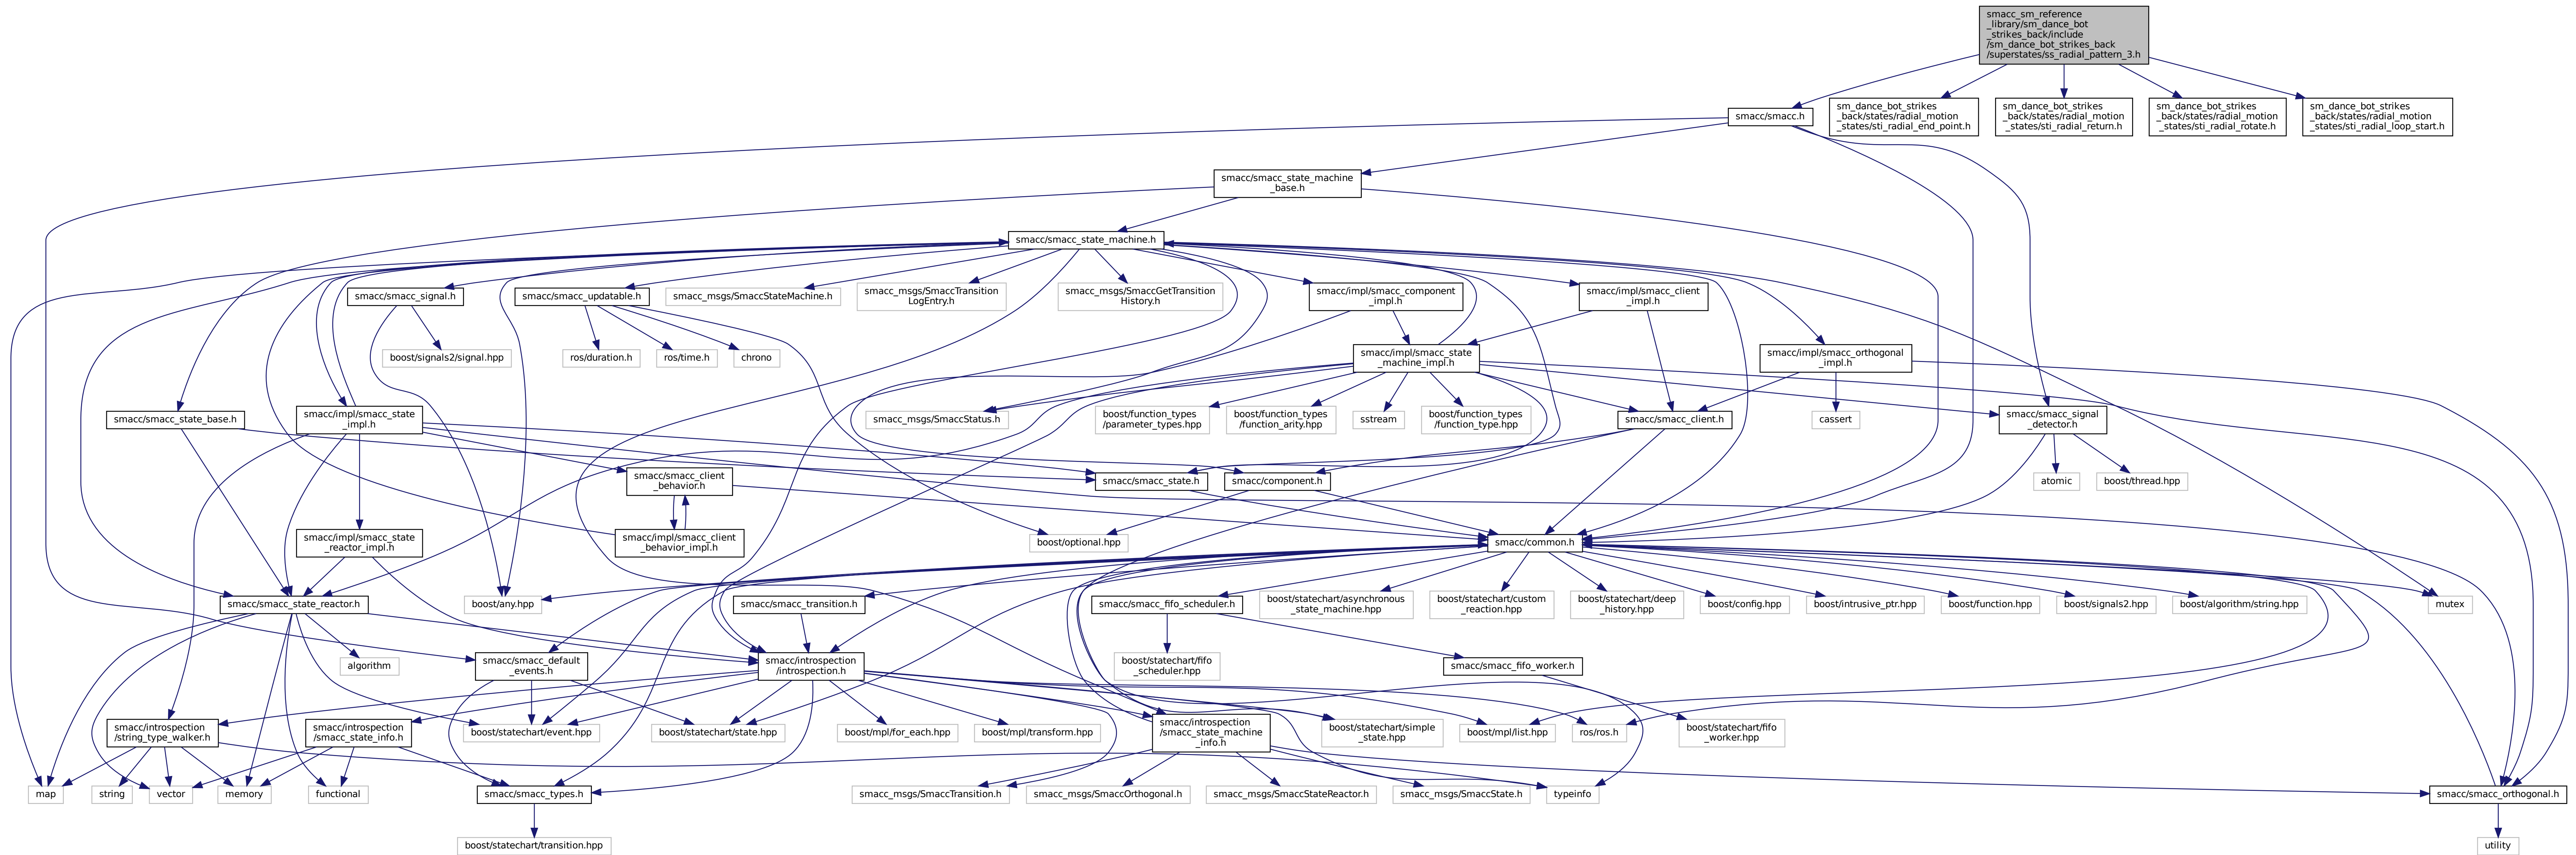 smacc_sm_reference
_library/sm_dance_bot
_strikes_back/include
/sm_dance_bot_strikes_back
/superstates/ss_radial_pattern_3.h
smacc/smacc.h
sm_dance_bot_strikes
_back/states/radial_motion
_states/sti_radial_end_point.h
sm_dance_bot_strikes
_back/states/radial_motion
_states/sti_radial_return.h
sm_dance_bot_strikes
_back/states/radial_motion
_states/sti_radial_rotate.h
sm_dance_bot_strikes
_back/states/radial_motion
_states/sti_radial_loop_start.h
smacc/smacc_state_machine
_base.h
smacc/smacc_state_machine.h
smacc/smacc_signal.h
smacc/smacc_updatable.h
smacc_msgs/SmaccStateMachine.h
smacc_msgs/SmaccTransition
LogEntry.h
smacc_msgs/SmaccGetTransition
History.h
smacc/impl/smacc_component
_impl.h
smacc/impl/smacc_client
_impl.h
boost/signals2/signal.hpp
ros/duration.h
ros/time.h
chrono
smacc/impl/smacc_state
_machine_impl.h
smacc/impl/smacc_orthogonal
_impl.h
smacc/smacc_state_base.h
smacc/impl/smacc_state
_impl.h
smacc_msgs/SmaccStatus.h
boost/function_types
/parameter_types.hpp
boost/function_types
/function_arity.hpp
sstream
boost/function_types
/function_type.hpp
smacc/smacc_client.h
cassert
smacc/smacc_signal
_detector.h
smacc/smacc_client
_behavior.h
smacc/smacc_state.h
smacc/component.h
atomic
boost/thread.hpp
smacc/impl/smacc_state
_reactor_impl.h
smacc/impl/smacc_client
_behavior_impl.h
boost/optional.hpp
smacc/common.h
smacc/smacc_state_reactor.h
boost/any.hpp
smacc/smacc_transition.h
smacc/smacc_fifo_scheduler.h
boost/statechart/asynchronous
_state_machine.hpp
boost/statechart/custom
_reaction.hpp
boost/statechart/deep
_history.hpp
boost/config.hpp
boost/intrusive_ptr.hpp
boost/function.hpp
boost/signals2.hpp
boost/algorithm/string.hpp
mutex
algorithm
smacc/smacc_default
_events.h
smacc/introspection
/introspection.h
boost/statechart/fifo
_scheduler.hpp
smacc/smacc_fifo_worker.h
smacc/introspection
/string_type_walker.h
smacc/introspection
/smacc_state_info.h
boost/statechart/event.hpp
boost/statechart/state.hpp
boost/mpl/for_each.hpp
boost/mpl/transform.hpp
smacc/introspection
/smacc_state_machine
_info.h
boost/statechart/simple
_state.hpp
boost/mpl/list.hpp
ros/ros.h
boost/statechart/fifo
_worker.hpp
map
string
vector
memory
functional
smacc/smacc_types.h
smacc_msgs/SmaccTransition.h
smacc_msgs/SmaccOrthogonal.h
smacc_msgs/SmaccStateReactor.h
smacc_msgs/SmaccState.h
typeinfo
smacc/smacc_orthogonal.h
boost/statechart/transition.hpp
utility